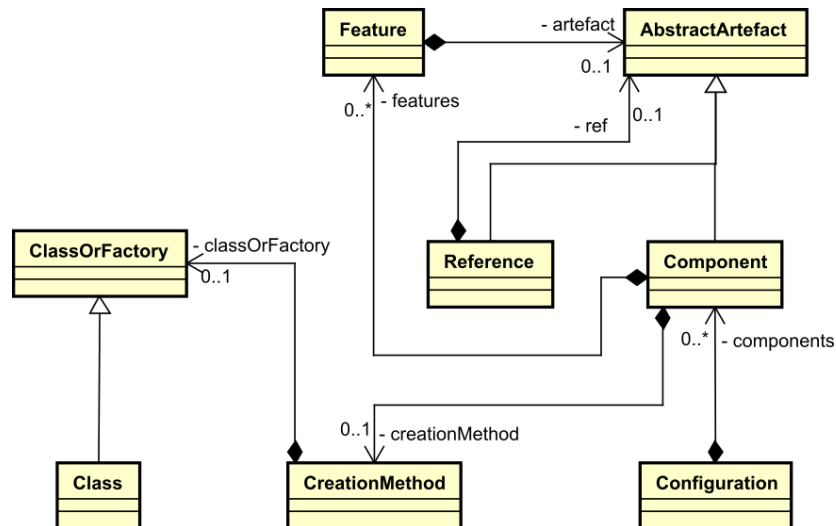 Feature
- artefact
AbstractArtefact
0..1
0..* - features
0..1
- ref
ClassOrFactory
- classOrFactory
0..1
Reference
Component
0..* - components
0..1 - creationMethod
Class
CreationMethod
Configuration